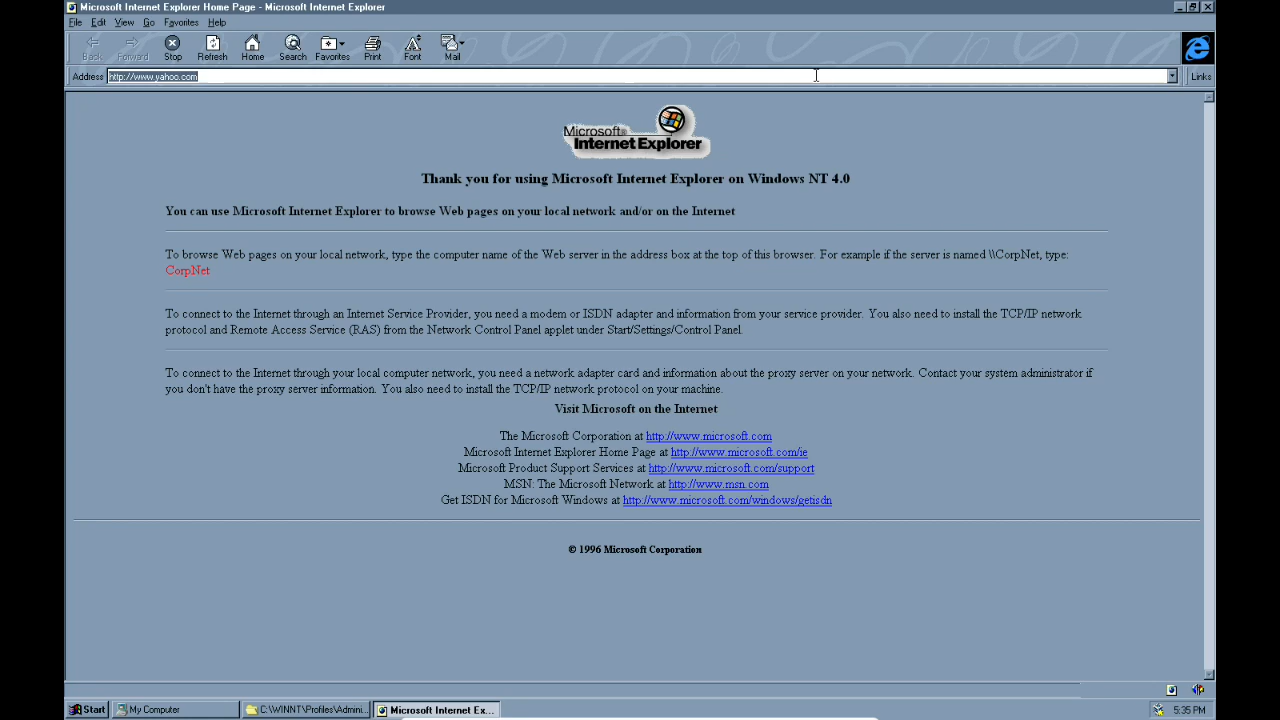 Microsoft Internet Explorer Home Page - Microsoft Internet Explorer
File Edit View Go Favorites Help
Back Forward Stop Refresh Home Search Favorites Print Font Mail
Address http://www.yahoo.com Links
Microsoft®
Internet Explorer
Thank you for using Microsoft Internet Explorer on Windows NT 4.0
You can use Microsoft Internet Explorer to browse Web pages on your local network and/or on the Internet
To browse Web pages on your local network, type the computer name of the Web server in the address box at the top of this browser. For example if the server is named \\CorpNet, type:
CorpNet
To connect to the Internet through an Internet Service Provider, you need a modem or ISDN adapter and information from your service provider. You also need to install the TCP/IP network
protocol and Remote Access Service (RAS) from the Network Control Panel applet under Start/Settings/Control Panel.
To connect to the Internet through your local computer network, you need a network adapter card and information about the proxy server on your network. Contact your system administrator if
you don't have the proxy server information. You also need to install the TCP/IP network protocol on your machine.
Visit Microsoft on the Internet
The Microsoft Corporation at http://www.microsoft.com
Microsoft Internet Explorer Home Page at http://www.microsoft.com/ie
Microsoft Product Support Services at http://www.microsoft.com/support
MSN: The Microsoft Network at http://www.msn.com
Get ISDN for Microsoft Windows at http://www.microsoft.com/windows/getisdn
© 1996 Microsoft Corporation
Start My Computer C:\WINNT\Profiles\Admini... Microsoft Internet Ex... 5:35 PM